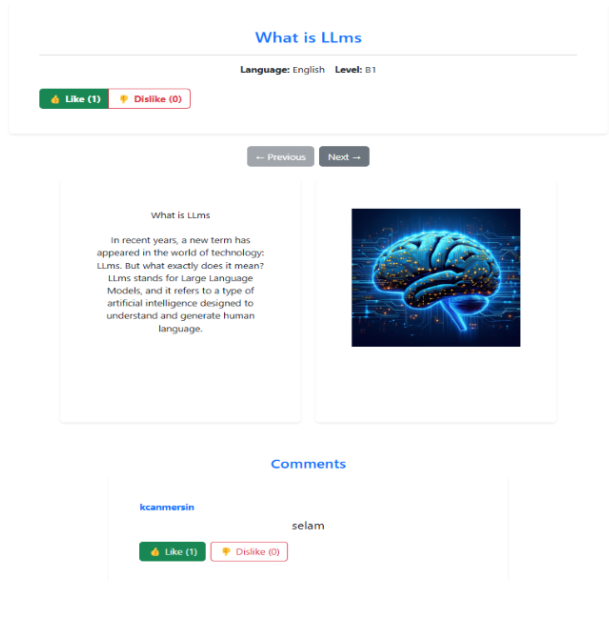 What is LLms
Language: English Level: B1
👍 Like (1) 👎 Dislike (0)
← Previous Next →
What is LLms
In recent years, a new term has
appeared in the world of technology:
LLms. But what exactly does it mean?
LLms stands for Large Language
Models, and it refers to a type of
artificial intelligence designed to
understand and generate human
language.
Comments
kcanmersin
selam
👍 Like (1) 👎 Dislike (0)